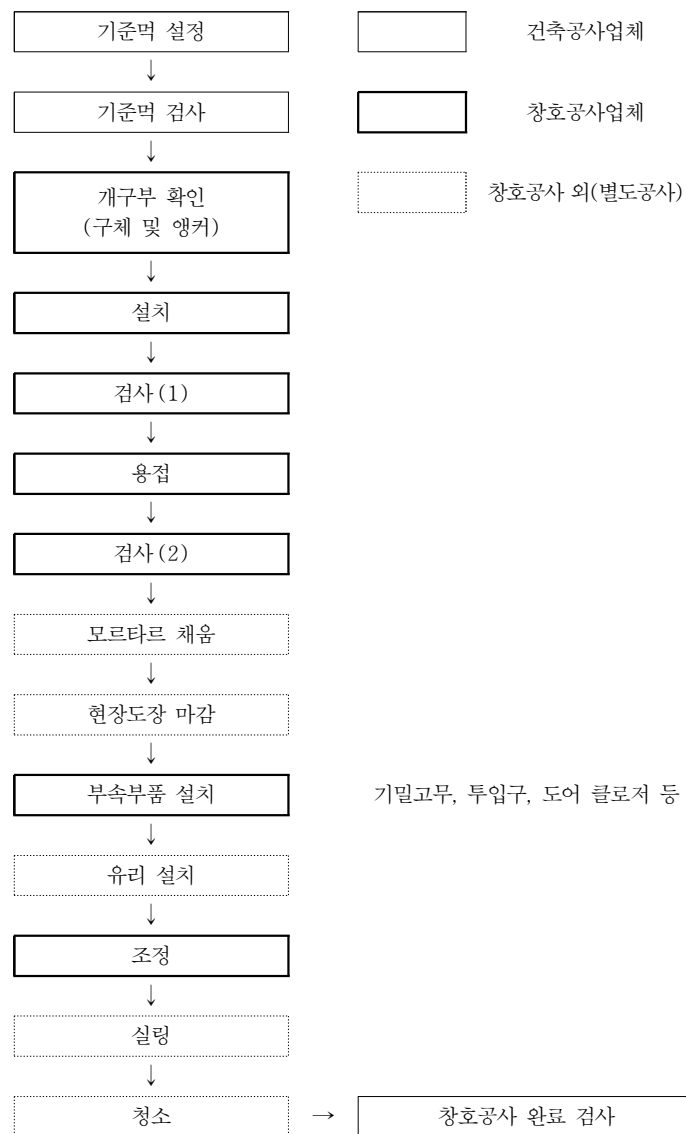 기준먹 설정
건축공사업체
↓
기준먹 검사
창호공사업체
↓
개구부 확인
(구체 및 앵커)
창호공사 외(별도공사)
↓
설치
↓
검사(1)
↓
용접
↓
검사(2)
↓
모르타르 채움
↓
현장도장 마감
↓
부속부품 설치
기밀고무, 투입구, 도어 클로저 등
↓
유리 설치
↓
조정
↓
실링
↓
청소 → 창호공사 완료 검사